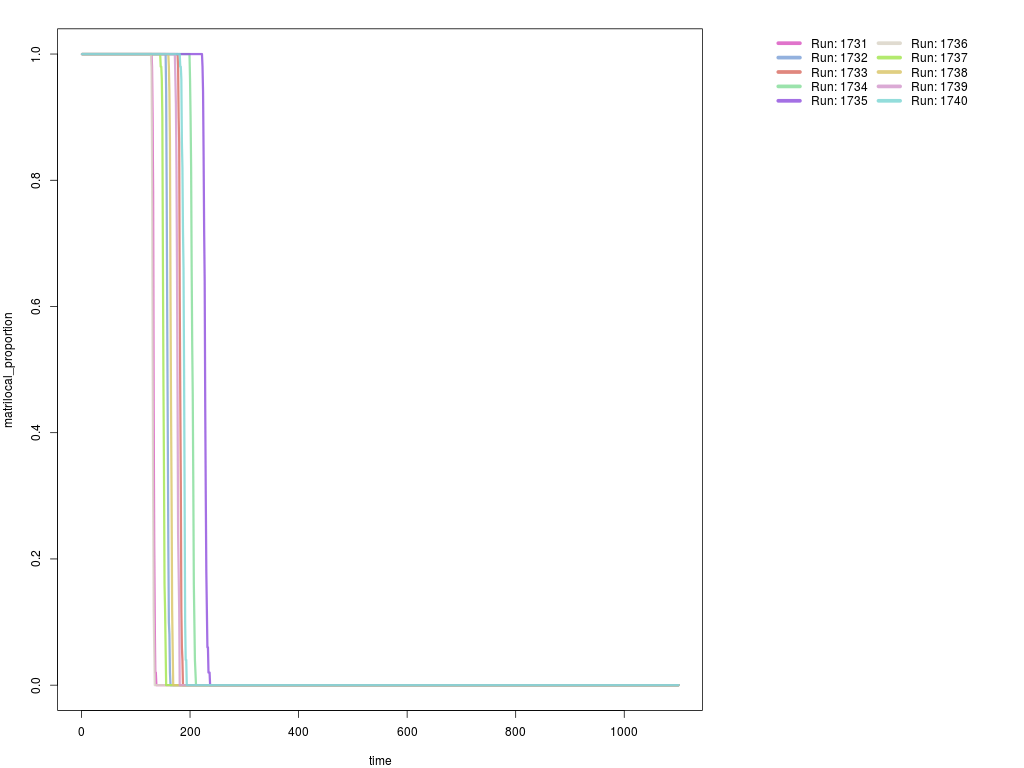 Run: 1731 Run: 1736
Run: 1732 Run: 1737
Run: 1733 Run: 1738
Run: 1734 Run: 1739
Run: 1735 Run: 1740
matrilocal_proportion
1.0
0.8
0.6
0.4
0.2
0.0
0 200 400 600 800 1000
time